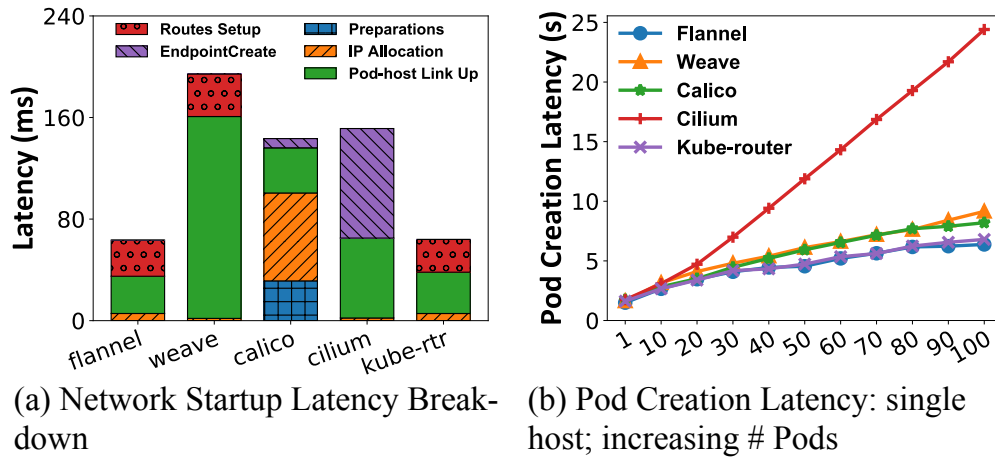 240
160
80
0
Latency (ms)
Routes Setup
EndpointCreate
Preparations
IP Allocation
Pod-host Link Up
flannel
weave
calico
cilium
kube-rtr
(a) Network Startup Latency Break-
down
25
20
15
10
5
0
Pod Creation Latency (s)
Flannel
Weave
Calico
Cilium
Kube-router
1
10
20
30
40
50
60
70
80
90
100
(b) Pod Creation Latency: single
host; increasing # Pods